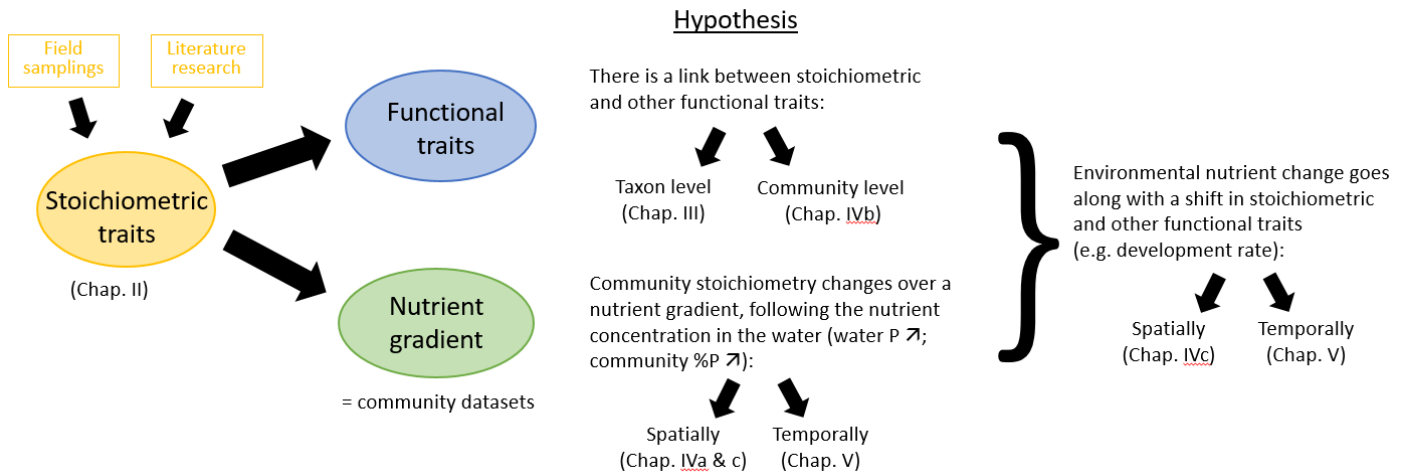 Hypothesis
Field
samplings
Literature
research
Stoichiometric
traits
(Chap. II)
Functional
traits
Nutrient
gradient
= community datasets
There is a link between stoichiometric
and other functional traits:
Taxon level
(Chap. III)
Community level
(Chap. IVb)
Community stoichiometry changes over a
nutrient gradient, following the nutrient
concentration in the water (water P ↗;
community %P ↗):
Spatially
(Chap. IVa & c)
Temporally
(Chap. V)
Environmental nutrient change goes
along with a shift in stoichiometric
and other functional traits
(e.g. development rate):
Spatially
(Chap. IVc)
Temporally
(Chap. V)